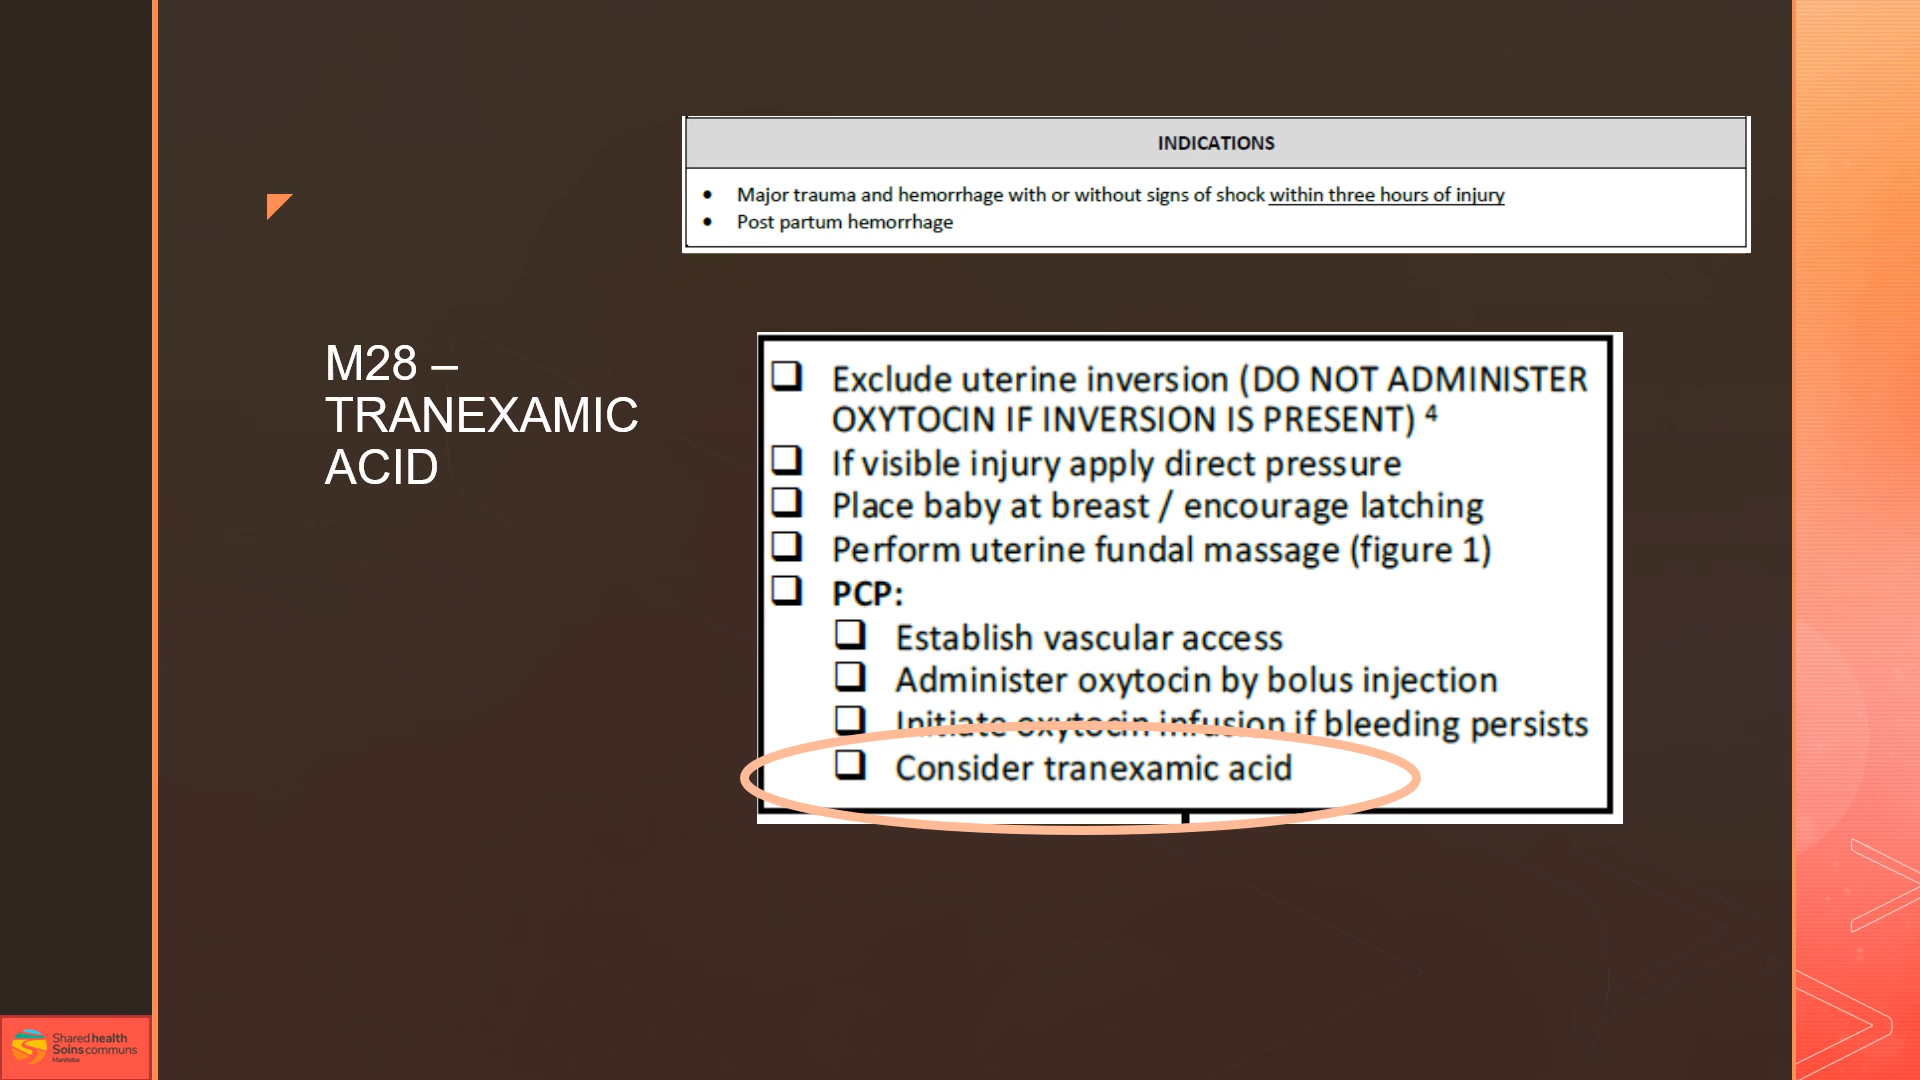 M28 –
TRANEXAMIC
ACID
INDICATIONS
• Major trauma and hemorrhage with or without signs of shock within three hours of injury
• Post partum hemorrhage
❑ Exclude uterine inversion (DO NOT ADMINISTER
OXYTOCIN IF INVERSION IS PRESENT) ⁴
❑ If visible injury apply direct pressure
❑ Place baby at breast / encourage latching
❑ Perform uterine fundal massage (figure 1)
❑ PCP:
❑ Establish vascular access
❑ Administer oxytocin by bolus injection
❑ Initiate oxytocin infusion if bleeding persists
❑ Consider tranexamic acid
Shared health
Soins communs
Manitoba